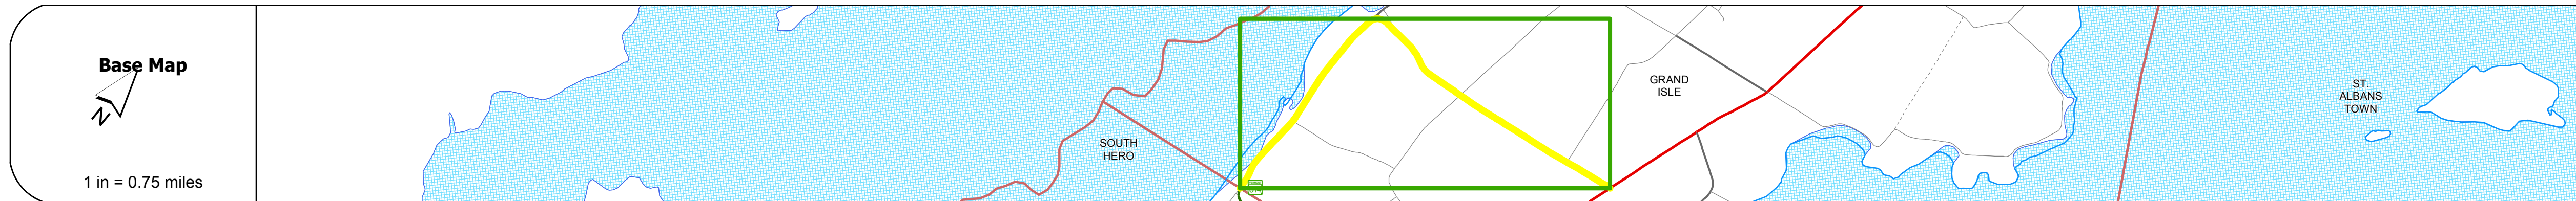 Base Map
N
1 in = 0.75 miles
SOUTH
HERO
GRAND
ISLE
ST.
ALBANS
TOWN